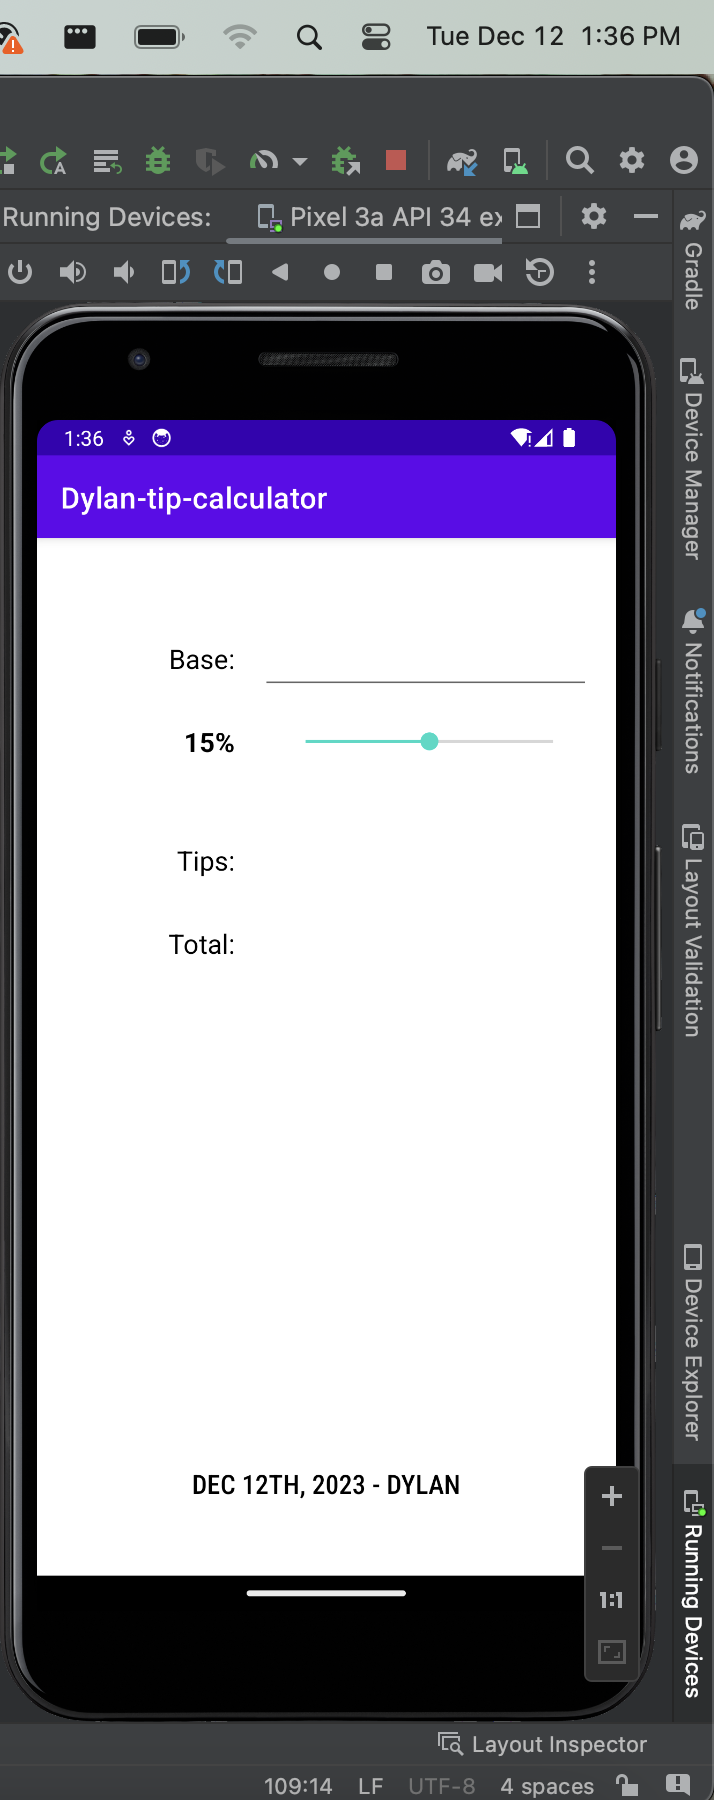 Tue Dec 12 1:36 PM
Running Devices:
Pixel 3a API 34 ex
Gradle
Device Manager
Notifications
Layout Validation
Device Explorer
Running Devices
1:36
Dylan-tip-calculator
Base:
15%
Tips:
Total:
DEC 12TH, 2023 - DYLAN
1:1
Layout Inspector
109:14 LF UTF-8 4 spaces